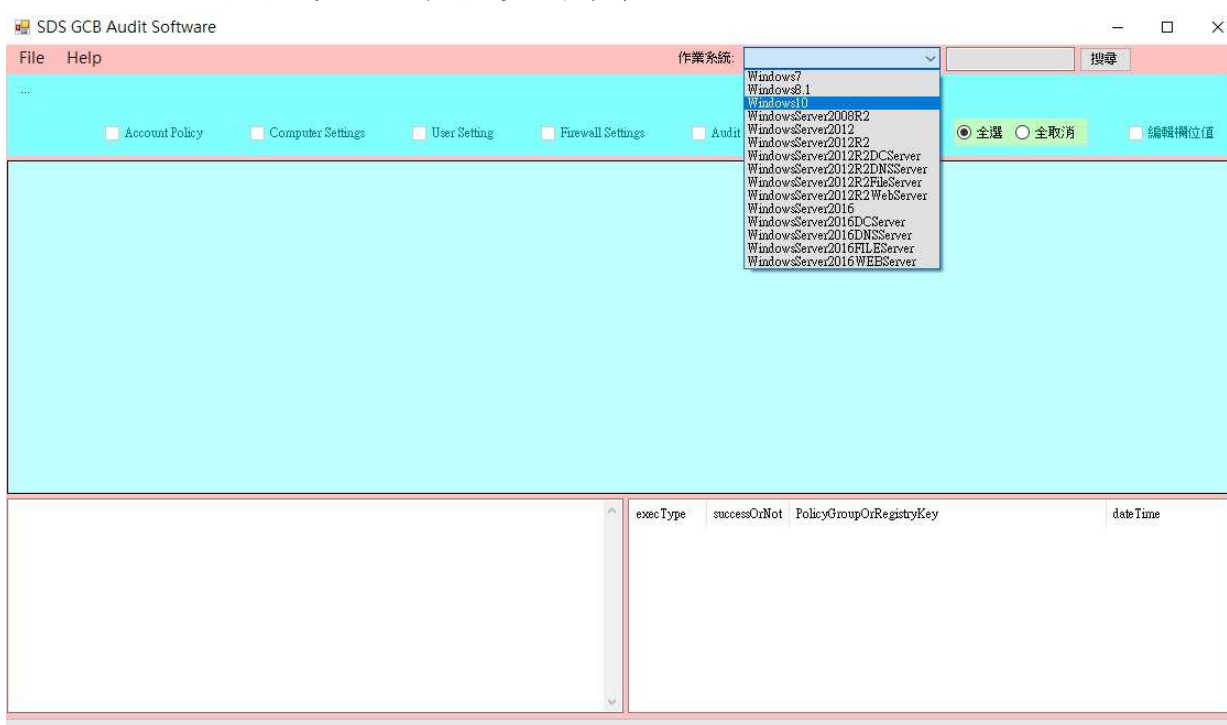 SDS GCB Audit Software
File Help 作業系統: 搜尋
Windows7
Windows8.1
Windows10
WindowsServer2008R2
WindowsServer2012
WindowsServer2012R2
WindowsServer2012R2DCServer
WindowsServer2012R2DNSServer
WindowsServer2012R2FileServer
WindowsServer2012R2WebServer
WindowsServer2016
WindowsServer2016DCServer
WindowsServer2016DNSServer
WindowsServer2016FILEServer
WindowsServer2016WEBServer
...
Account Policy Computer Settings User Setting Firewall Settings Audit 全選 全取消 編輯欄位值
execType successOrNot PolicyGroupOrRegistryKey dateTime